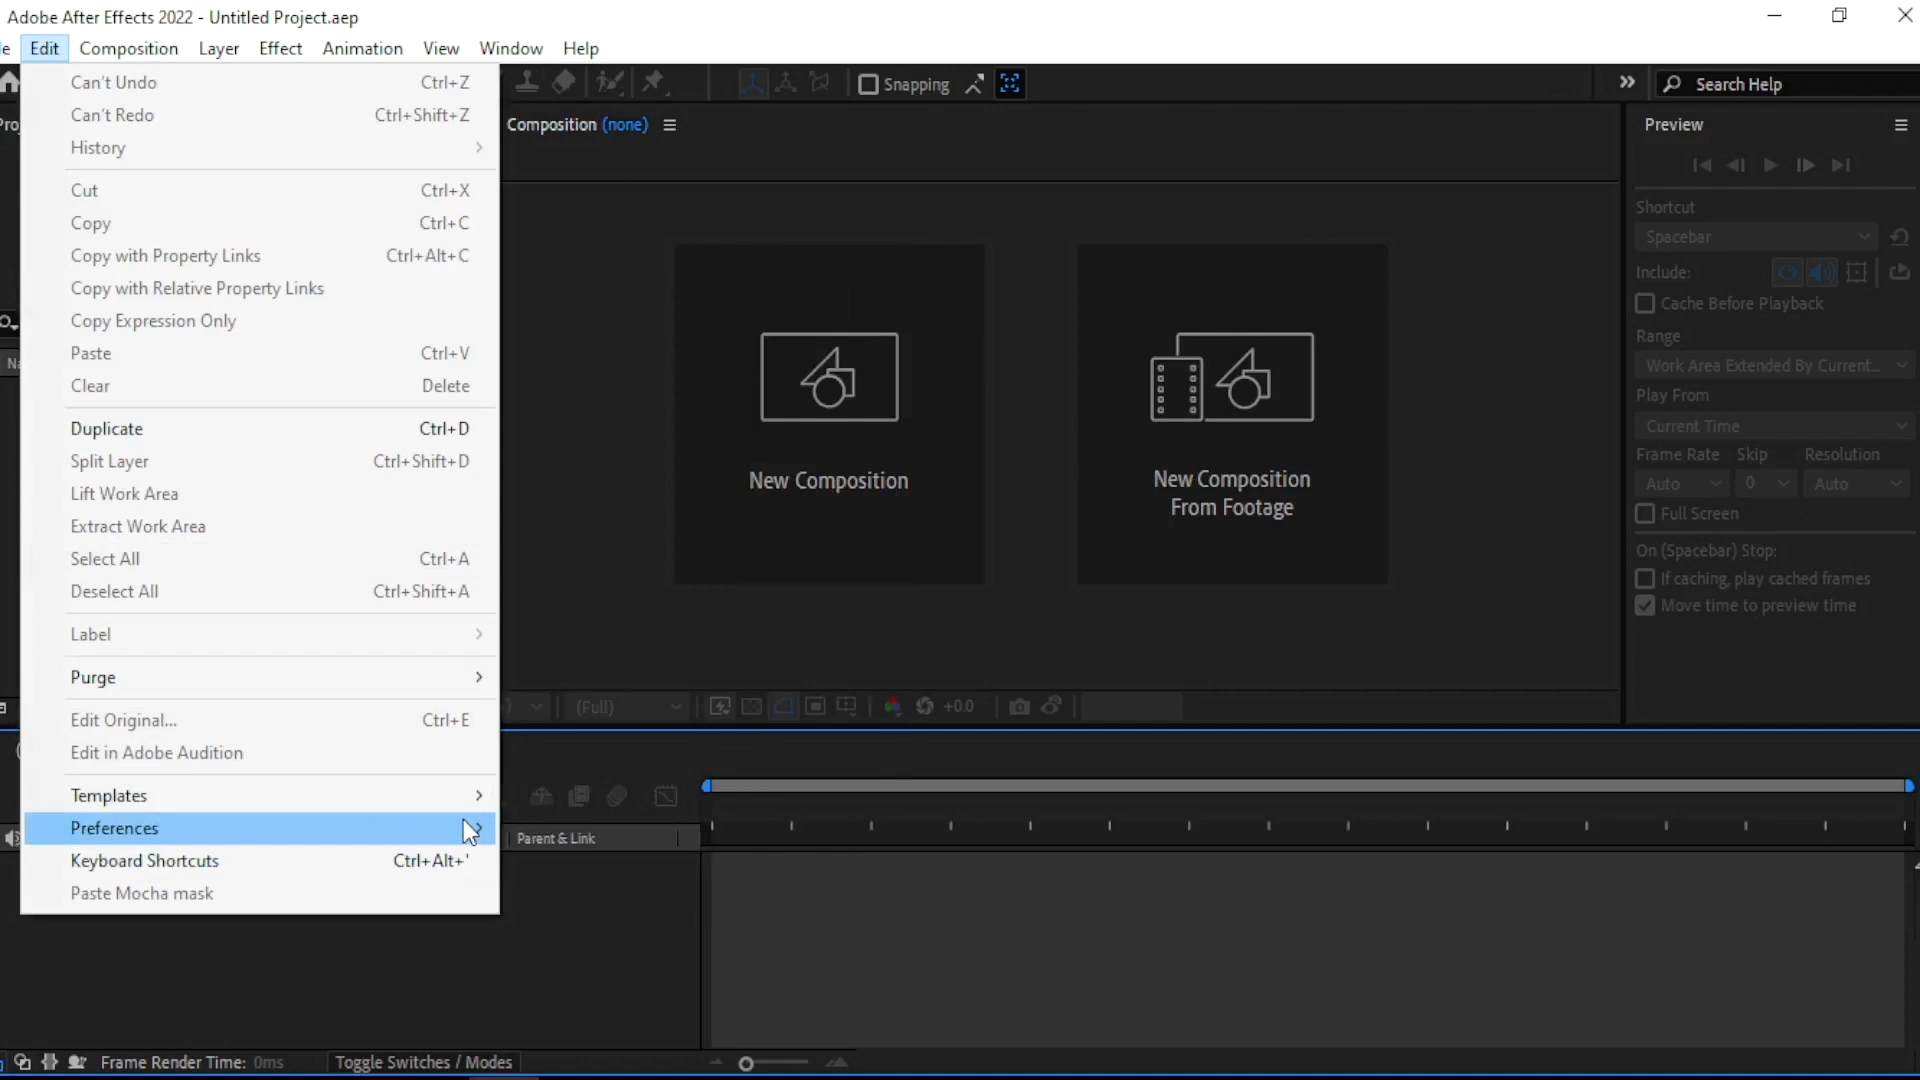 Adobe After Effects 2022 - Untitled Project.aep
Edit Composition Layer Effect Animation View Window Help
Can't Undo Ctrl+Z
Can't Redo Ctrl+Shift+Z
History
Cut Ctrl+X
Copy Ctrl+C
Copy with Property Links Ctrl+Alt+C
Copy with Relative Property Links
Copy Expression Only
Paste Ctrl+V
Clear Delete
Duplicate Ctrl+D
Split Layer Ctrl+Shift+D
Lift Work Area
Extract Work Area
Select All Ctrl+A
Deselect All Ctrl+Shift+A
Label
Purge
Edit Original... Ctrl+E
Edit in Adobe Audition
Templates
Preferences
Keyboard Shortcuts Ctrl+Alt+'
Paste Mocha mask
Snapping
Search Help
Composition (none)
New Composition
New Composition
From Footage
(Full)
+0.0
Preview
Shortcut
Spacebar
Include:
Cache Before Playback
Range
Work Area Extended By Current...
Play From
Current Time
Frame Rate Skip Resolution
Auto 0 Auto
Full Screen
On (Spacebar) Stop:
If caching, play cached frames
Move time to preview time
Parent & Link
Frame Render Time: 0ms
Toggle Switches / Modes